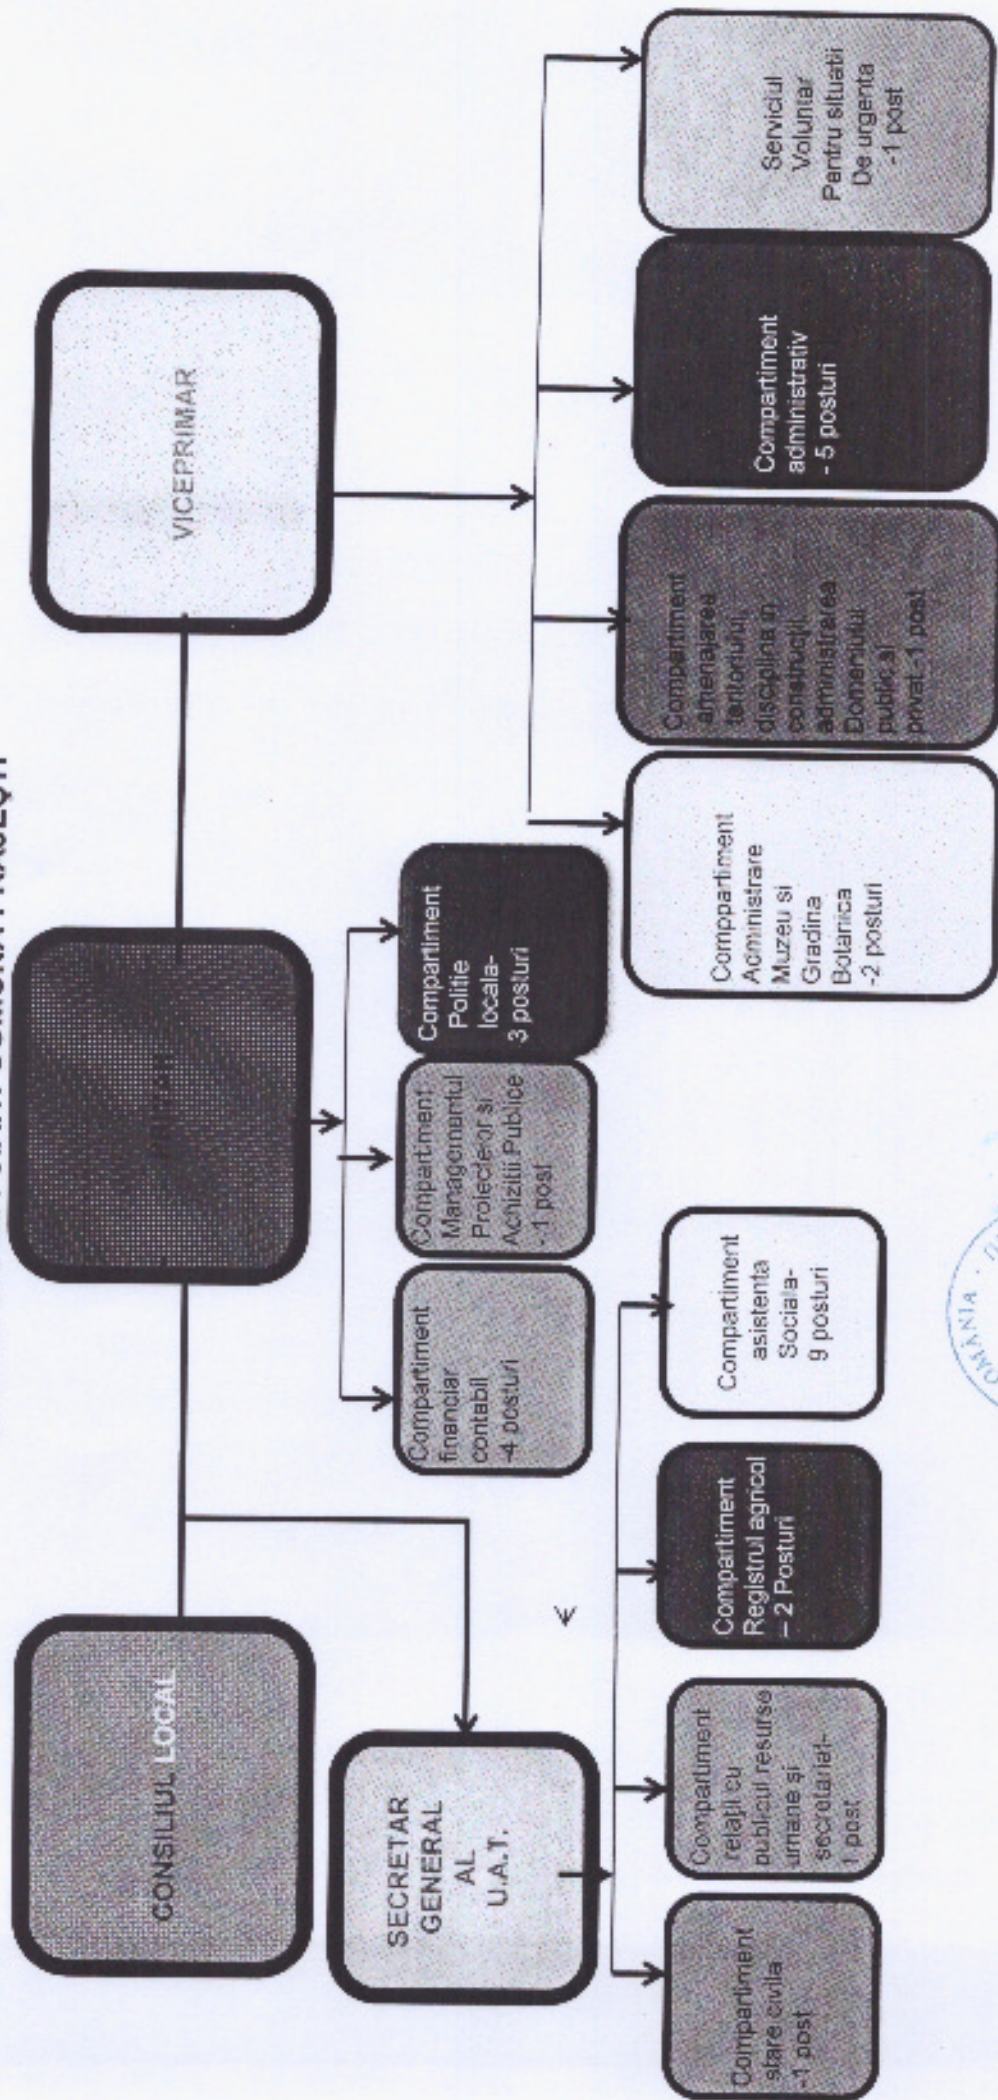 CONSILIUL LOCAL
VICEPRIMAR
SECRETAR
GENERAL
AL
U.A.T.
Compartiment
financiar
contabil
-4 posturi
Compartiment
Managementul
Proiectelor si
Achizitii Publice
- 1 post
Compartiment
Politie
locala-
3 posturi
Compartiment
stare civila
-1 post
Compartiment
relații cu
publicul resurse
umane și
secretariat-
1 post
Compartiment
Registrul agricol
– 2 Posturi
Compartiment
asistenta
Sociala-
9 posturi
Comppartiment
Administrare
Muzeu si
Gradina
Botanica
-2 posturi
Compartiment
amenajarea
teritoriului,
disciplina in
construcții,
administrarea
Domeniului
public si
privat -1 post
Compartiment
administrativ
- 5 posturi
Serviciul
Voluntar
Pentru situatii
De urgenta
-1 post